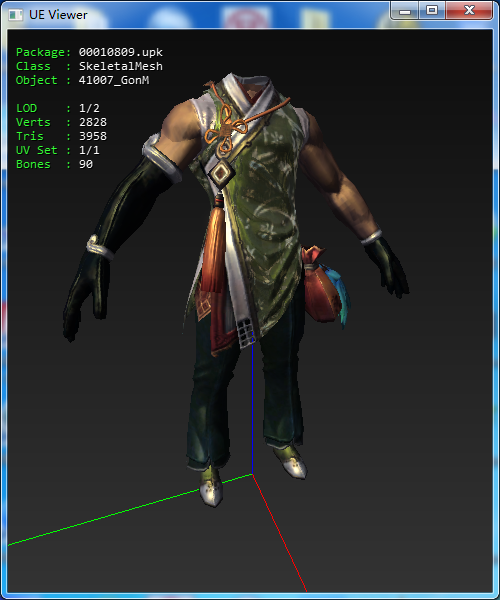 UE Viewer
Package: 00010809.upk
Class : SkeletalMesh
Object : 41007_GonM
LOD : 1/2
Verts : 2828
Tris : 3958
UV Set : 1/1
Bones : 90